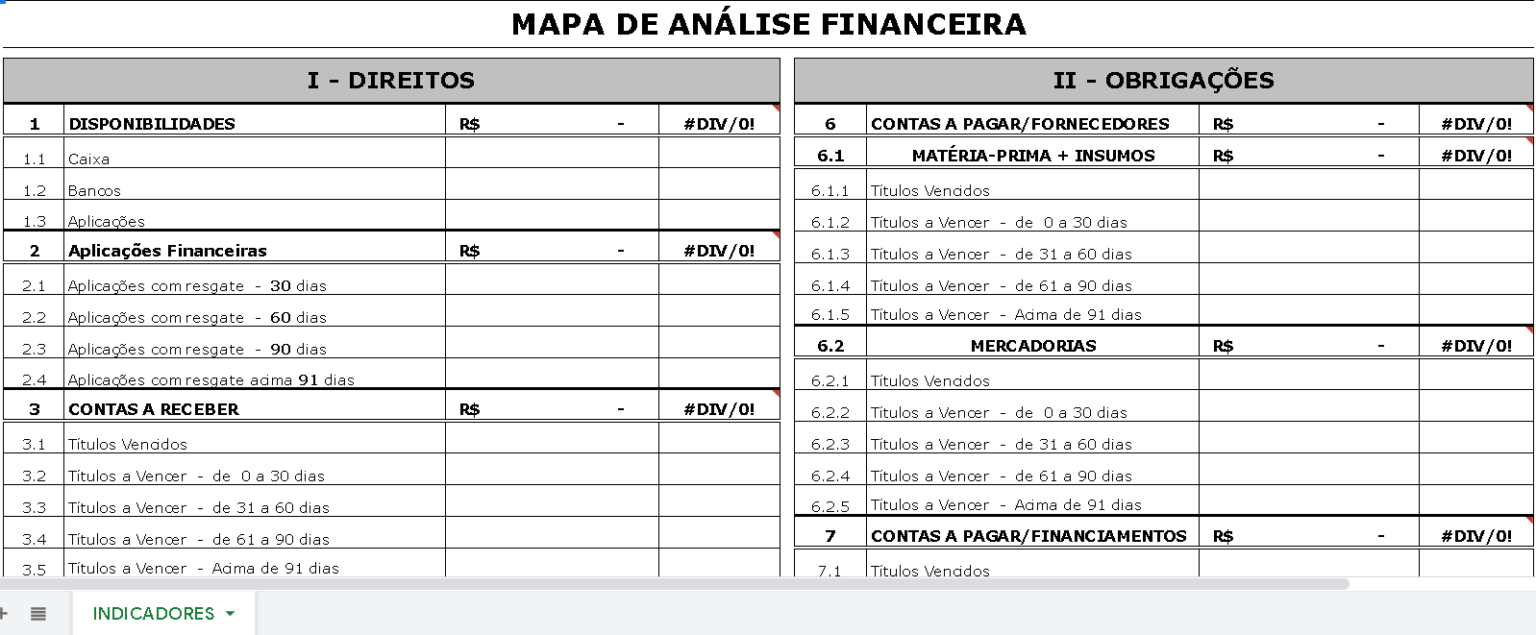 MAPA DE ANÁLISE FINANCEIRA
I - DIREITOS
1 DISPONIBILIDADES R$ - #DIV/0!
1.1 Caixa
1.2 Bancos
1.3 Aplicações
2 Aplicações Financeiras R$ - #DIV/0!
2.1 Aplicações com resgate - 30 dias
2.2 Aplicações com resgate - 60 dias
2.3 Aplicações com resgate - 90 dias
2.4 Aplicações com resgate acima 91 dias
3 CONTAS A RECEBER R$ - #DIV/0!
3.1 Títulos Vencidos
3.2 Títulos a Vencer - de 0 a 30 dias
3.3 Títulos a Vencer - de 31 a 60 dias
3.4 Títulos a Vencer - de 61 a 90 dias
3.5 Títulos a Vencer - Acima de 91 dias
II - OBRIGAÇÕES
6 CONTAS A PAGAR/FORNECEDORES R$ - #DIV/0!
6.1 MATÉRIA-PRIMA + INSUMOS R$ - #DIV/0!
6.1.1 Títulos Vencidos
6.1.2 Títulos a Vencer - de 0 a 30 dias
6.1.3 Títulos a Vencer - de 31 a 60 dias
6.1.4 Títulos a Vencer - de 61 a 90 dias
6.1.5 Títulos a Vencer - Acima de 91 dias
6.2 MERCADORIAS R$ - #DIV/0!
6.2.1 Títulos Vencidos
6.2.2 Títulos a Vencer - de 0 a 30 dias
6.2.3 Títulos a Vencer - de 31 a 60 dias
6.2.4 Títulos a Vencer - de 61 a 90 dias
6.2.5 Títulos a Vencer - Acima de 91 dias
7 CONTAS A PAGAR/FINANCIAMENTOS R$ - #DIV/0!
7.1 Títulos Vencidos
INDICADORES